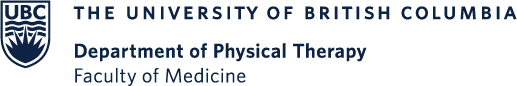 UBC
THE UNIVERSITY OF BRITISH COLUMBIA
Department of Physical Therapy
Faculty of Medicine